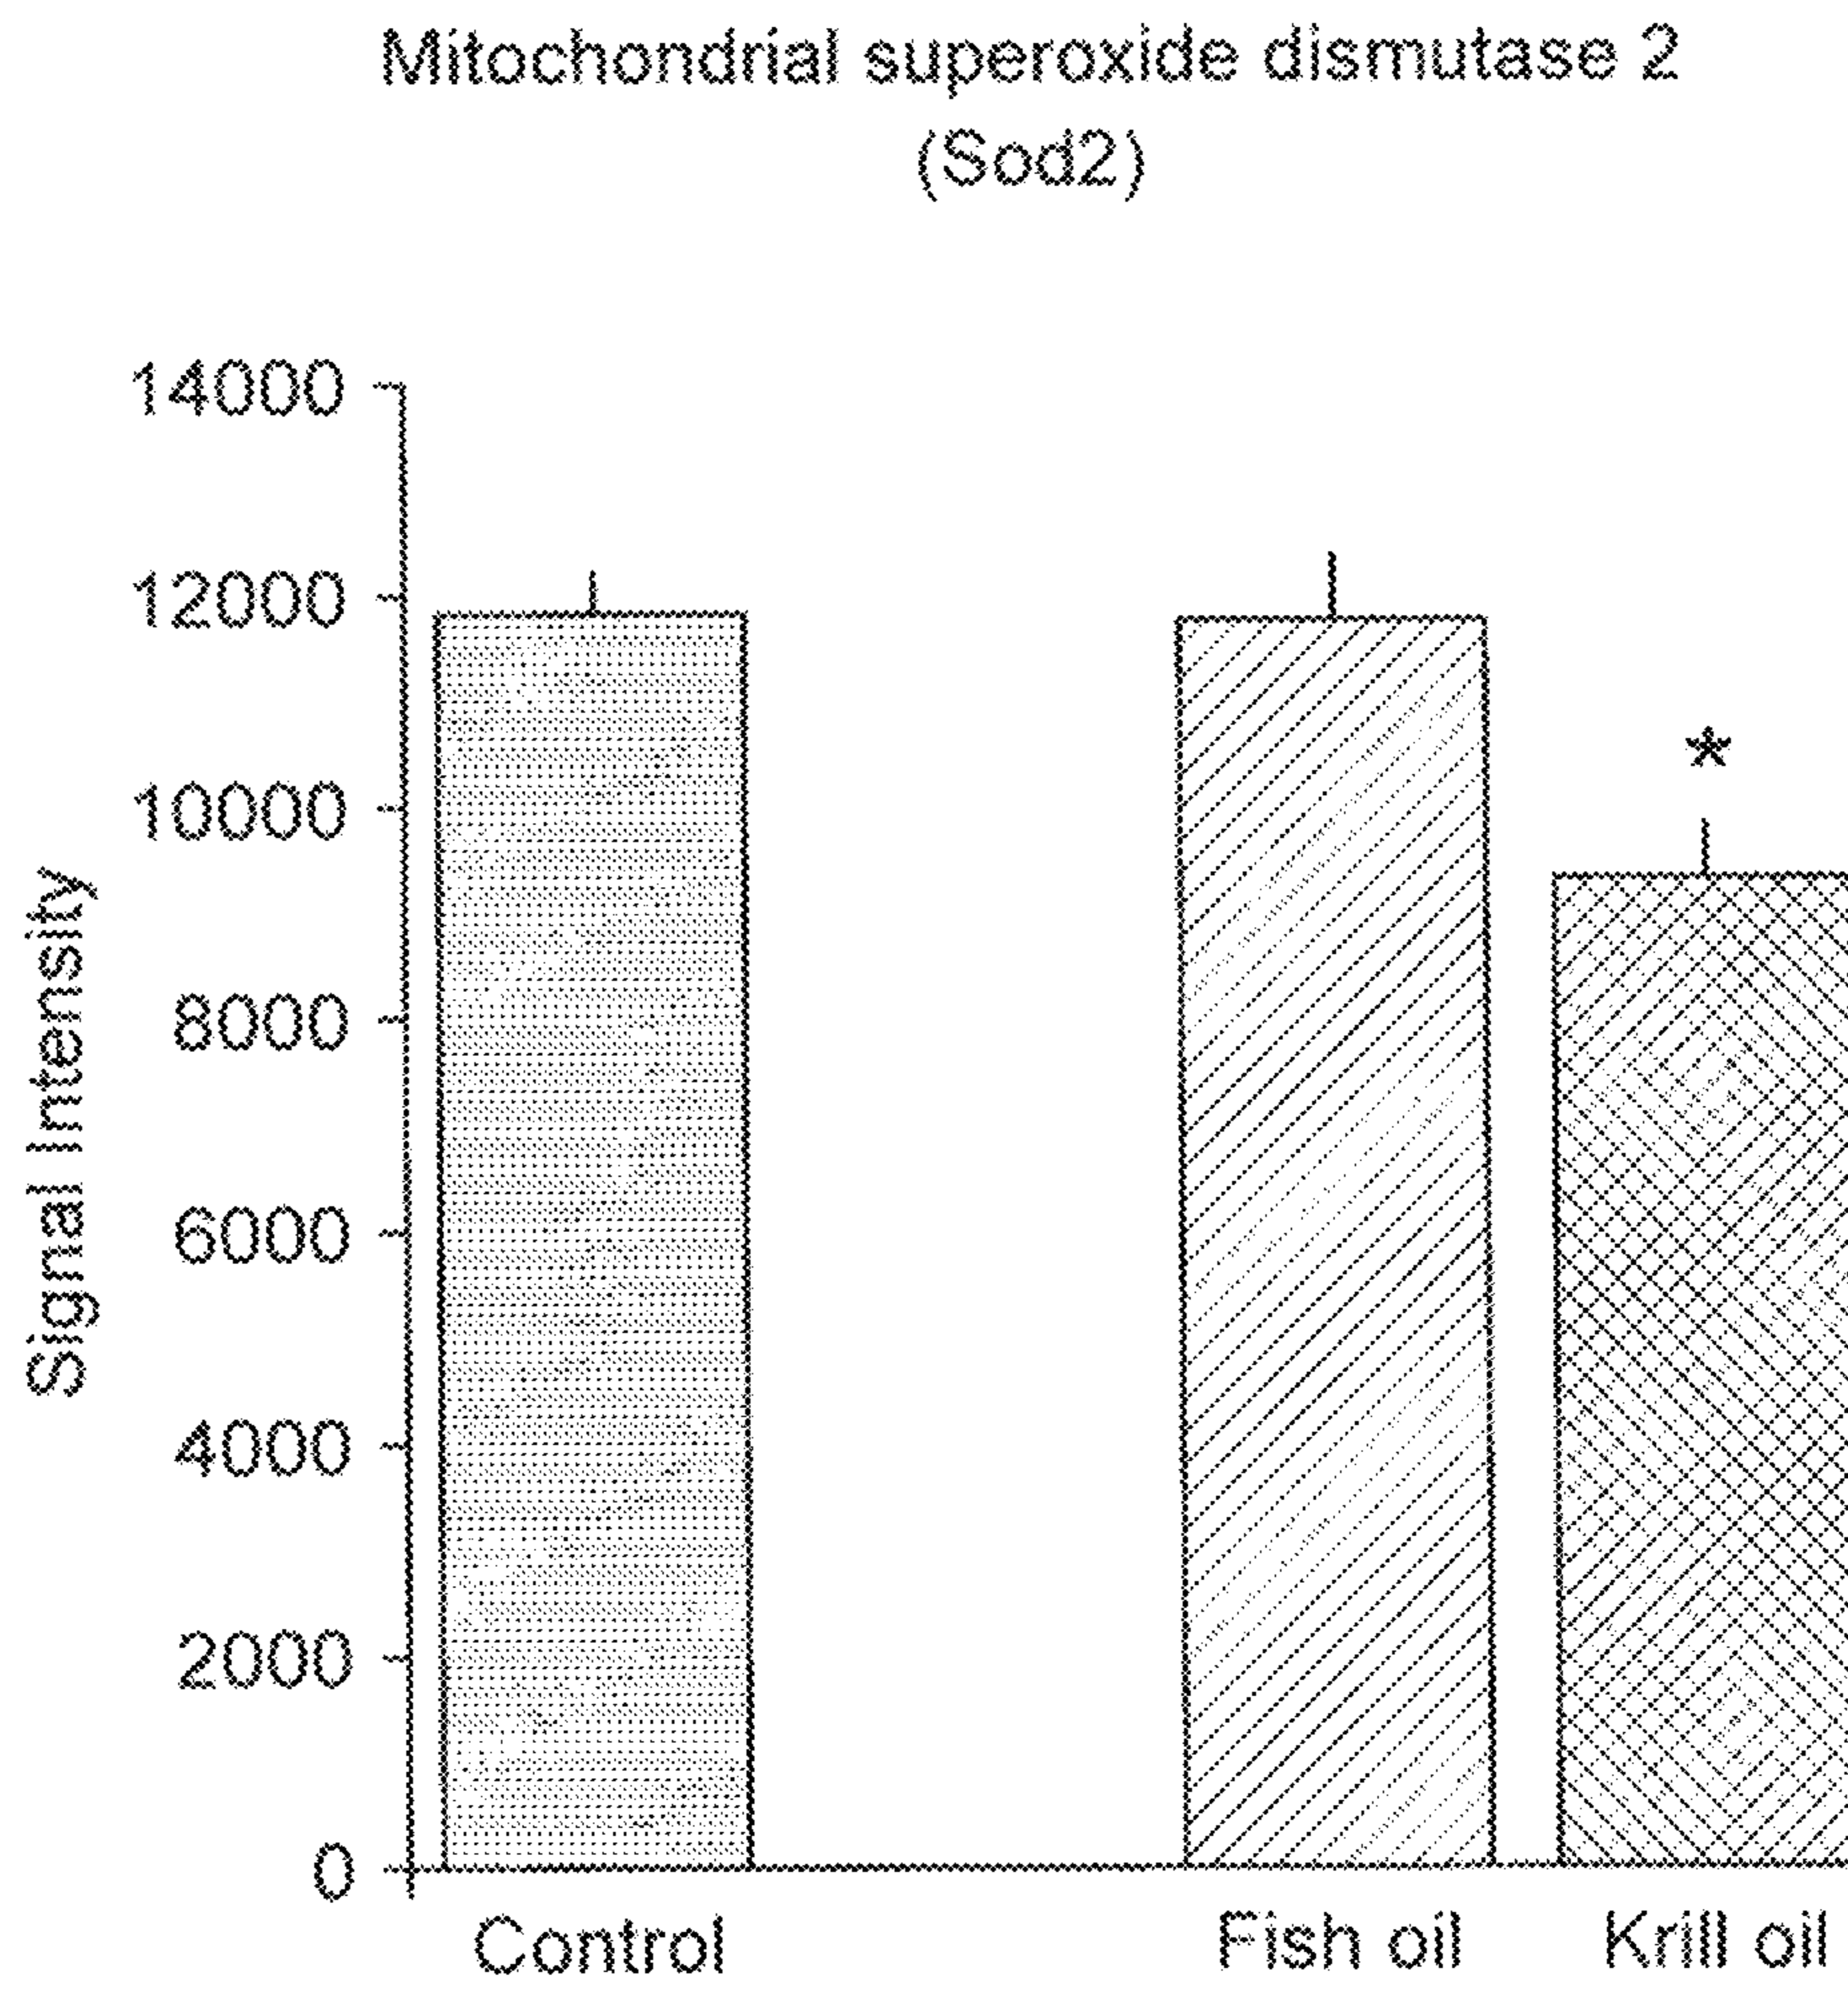 Mitochondrial superoxide dismutase 2
(Sod2)
14000
12000
10000
8000
6000
4000
2000
0
Signal Intensity
*
Control
Fish oil
Krill oil